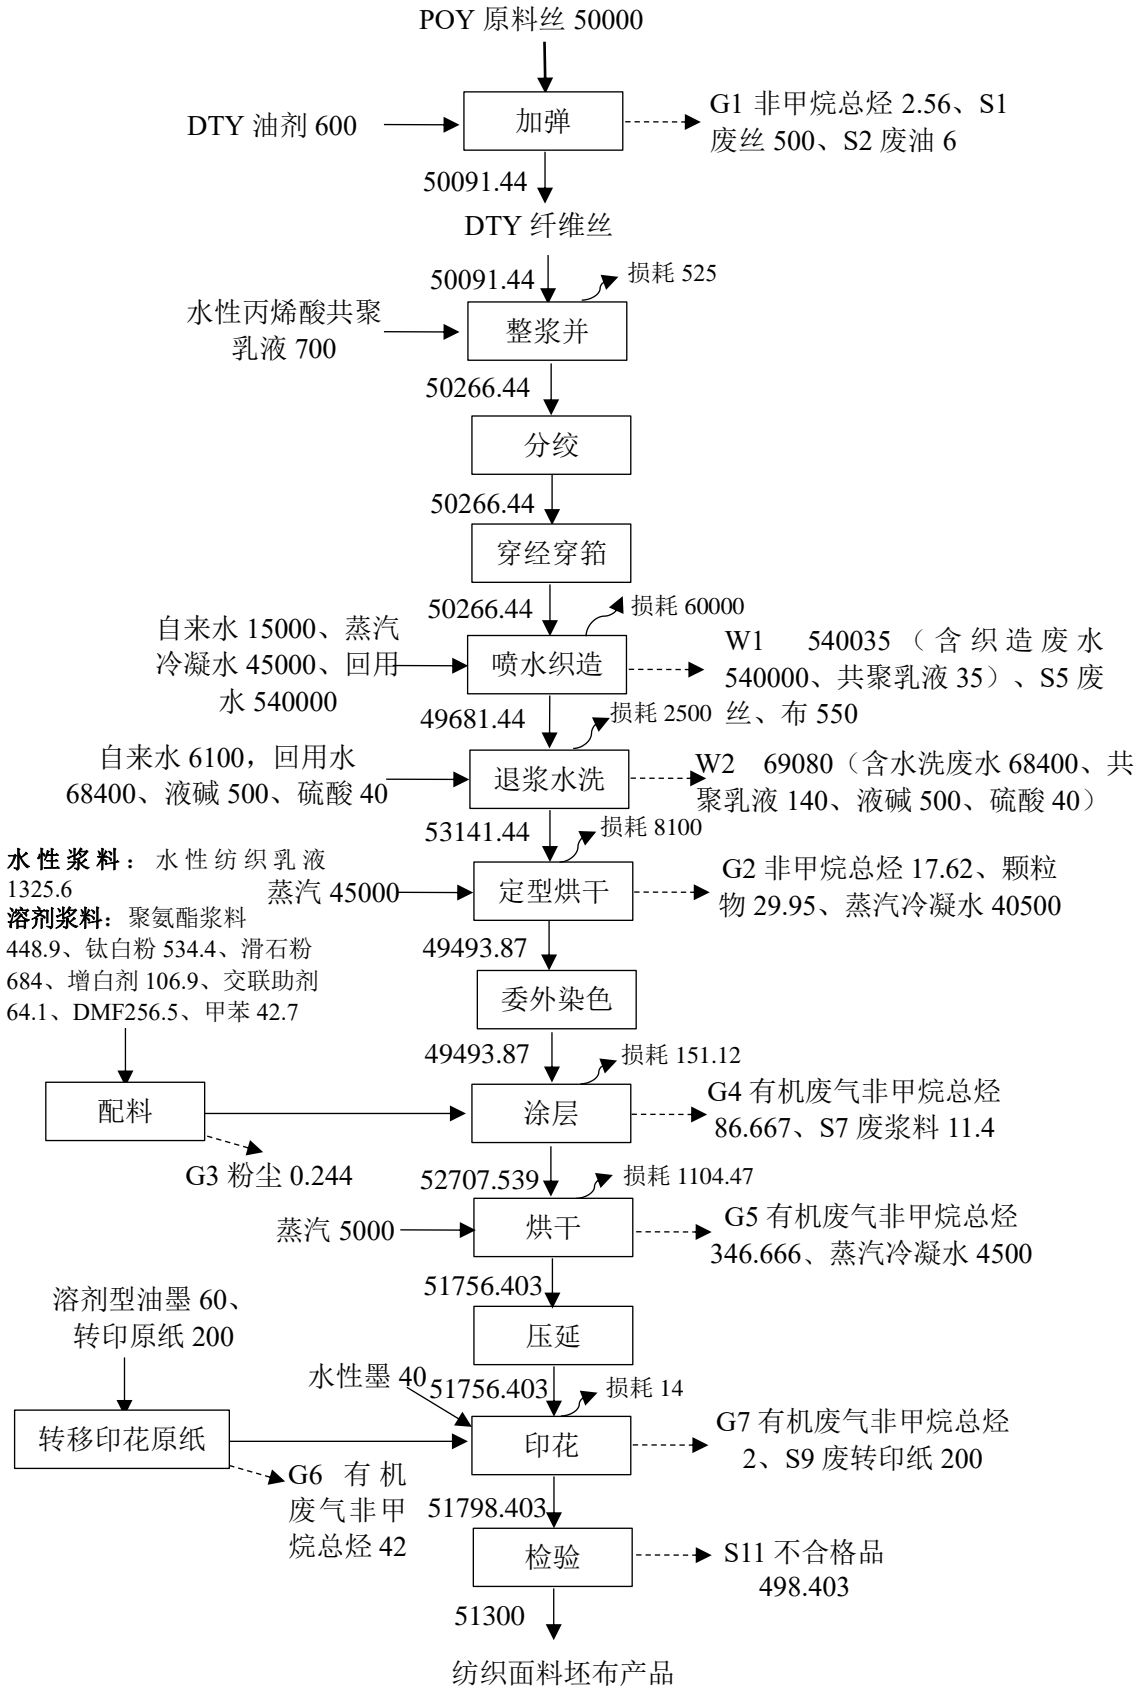 POY 原料丝 50000
DTY 油剂 600
加弹
G1 非甲烷总烃 2.56、S1
废丝 500、S2 废油 6
50091.44
DTY 纤维丝
50091.44
损耗 525
水性丙烯酸共聚
乳液 700
整浆并
50266.44
分绞
50266.44
穿经穿筘
50266.44
损耗 60000
自来水 15000、蒸汽
冷凝水 45000、回用
水 540000
喷水织造
W1 540035（含织造废水
540000、共聚乳液 35）、S5 废
丝、布 550
49681.44
损耗 2500
自来水 6100，回用水
68400、液碱 500、硫酸 40
退浆水洗
W2 69080（含水洗废水 68400、共
聚乳液 140、液碱 500、硫酸 40）
53141.44
损耗 8100
蒸汽 45000
定型烘干
G2 非甲烷总烃 17.62、颗粒
物 29.95、蒸汽冷凝水 40500
水性浆料：水性纺织乳液
1325.6
溶剂浆料：聚氨酯浆料
448.9、钛白粉 534.4、滑石粉
684、增白剂 106.9、交联助剂
64.1、DMF256.5、甲苯 42.7
49493.87
委外染色
49493.87
损耗 151.12
配料
G3 粉尘 0.244
涂层
G4 有机废气非甲烷总烃
86.667、S7 废浆料 11.4
52707.539
损耗 1104.47
蒸汽 5000
烘干
G5 有机废气非甲烷总烃
346.666、蒸汽冷凝水 4500
51756.403
压延
溶剂型油墨 60、
转印原纸 200
水性墨 40
51756.403
损耗 14
转移印花原纸
G6 有机
废气非甲
烷总烃 42
印花
G7 有机废气非甲烷总烃
2、S9 废转印纸 200
51798.403
检验
S11 不合格品
498.403
51300
纺织面料坯布产品